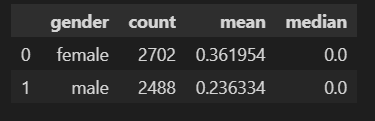 gender count mean median
0 female 2702 0.361954 0.0
1 male 2488 0.236334 0.0